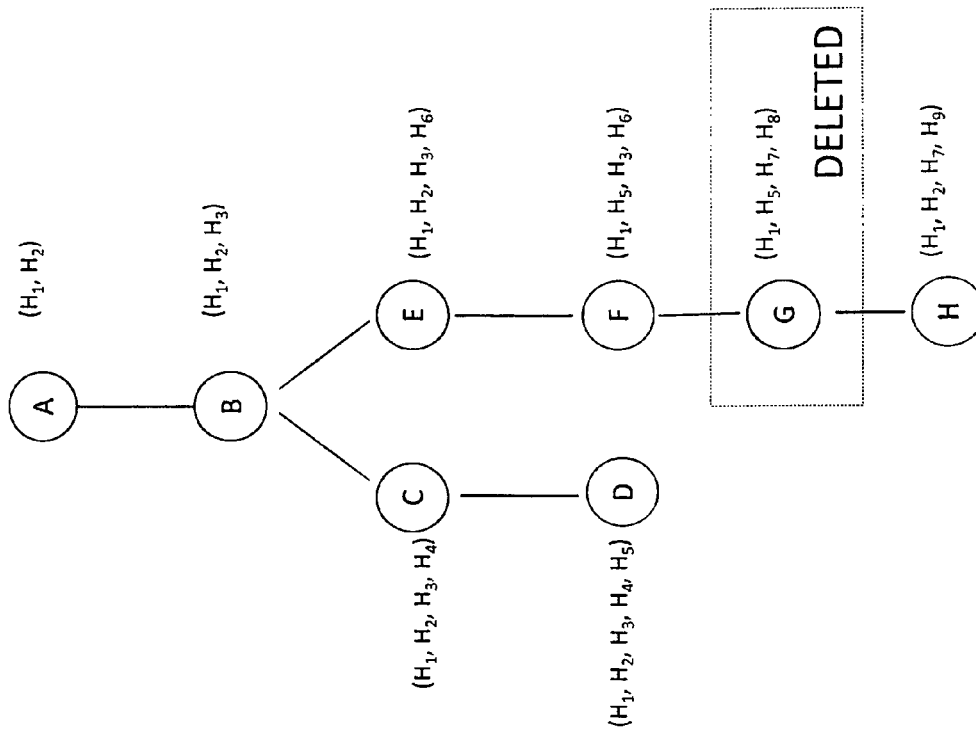 A
(H₁, H₂)
B
(H₁, H₂, H₃)
C
(H₁, H₂, H₃, H₄)
E
(H₁, H₂, H₃, H₆)
D
(H₁, H₂, H₃, H₄, H₅)
F
(H₁, H₅, H₃, H₆)
G
(H₁, H₅, H₇, H₈)
DELETED
H
(H₁, H₂, H₇, H₉)